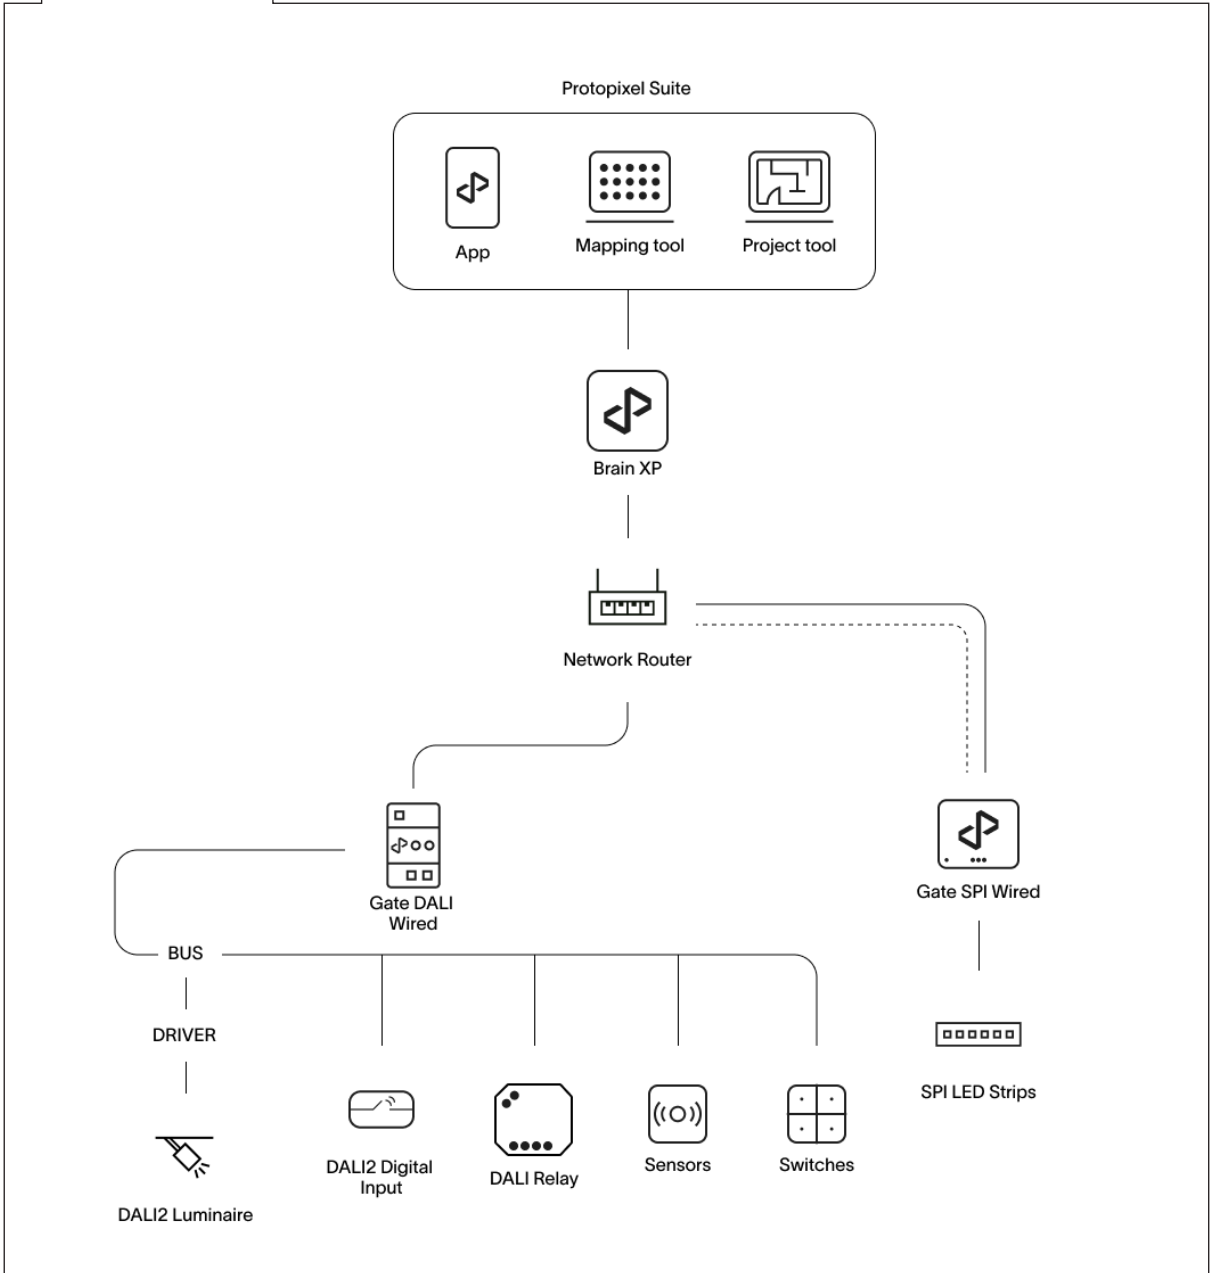 Protopixel Suite
App
Mapping tool
Project tool
Brain XP
Network Router
Gate DALI
Wired
Gate SPI Wired
BUS
DRIVER
SPI LED Strips
DALI2 Digital
Input
DALI Relay
Sensors
Switches
DALI2 Luminaire